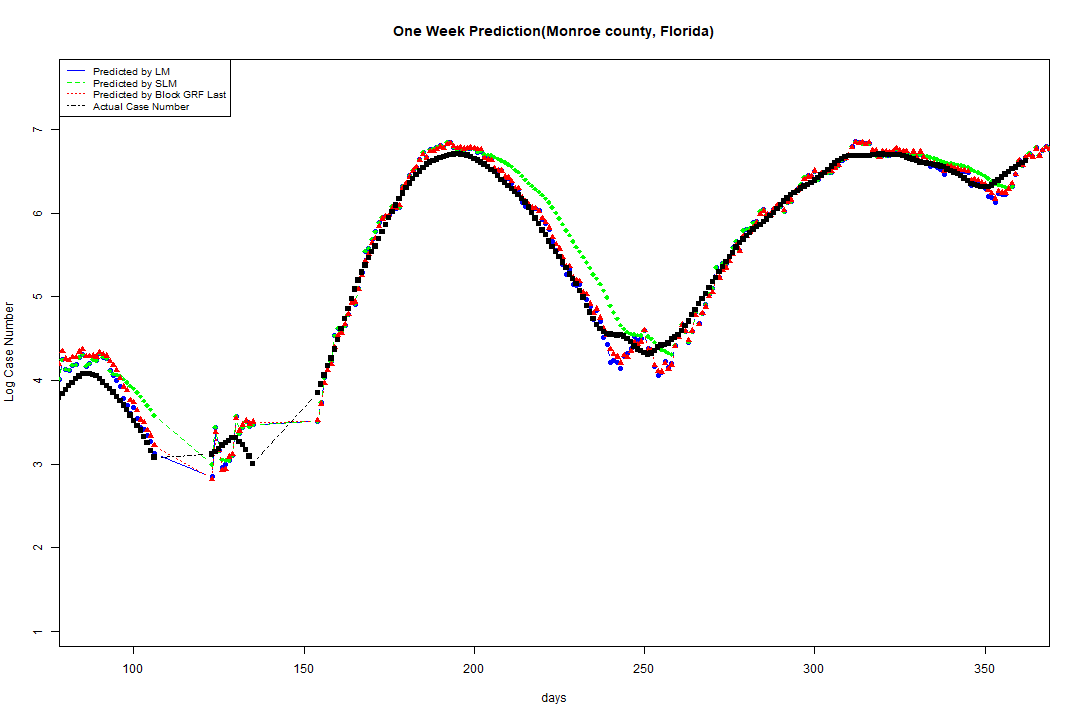 One Week Prediction(Monroe county, Florida)
Predicted by LM
Predicted by SLM
Predicted by Block GRF Last
Actual Case Number
7
6
5
4
3
2
1
Log Case Number
100 150 200 250 300 350
days